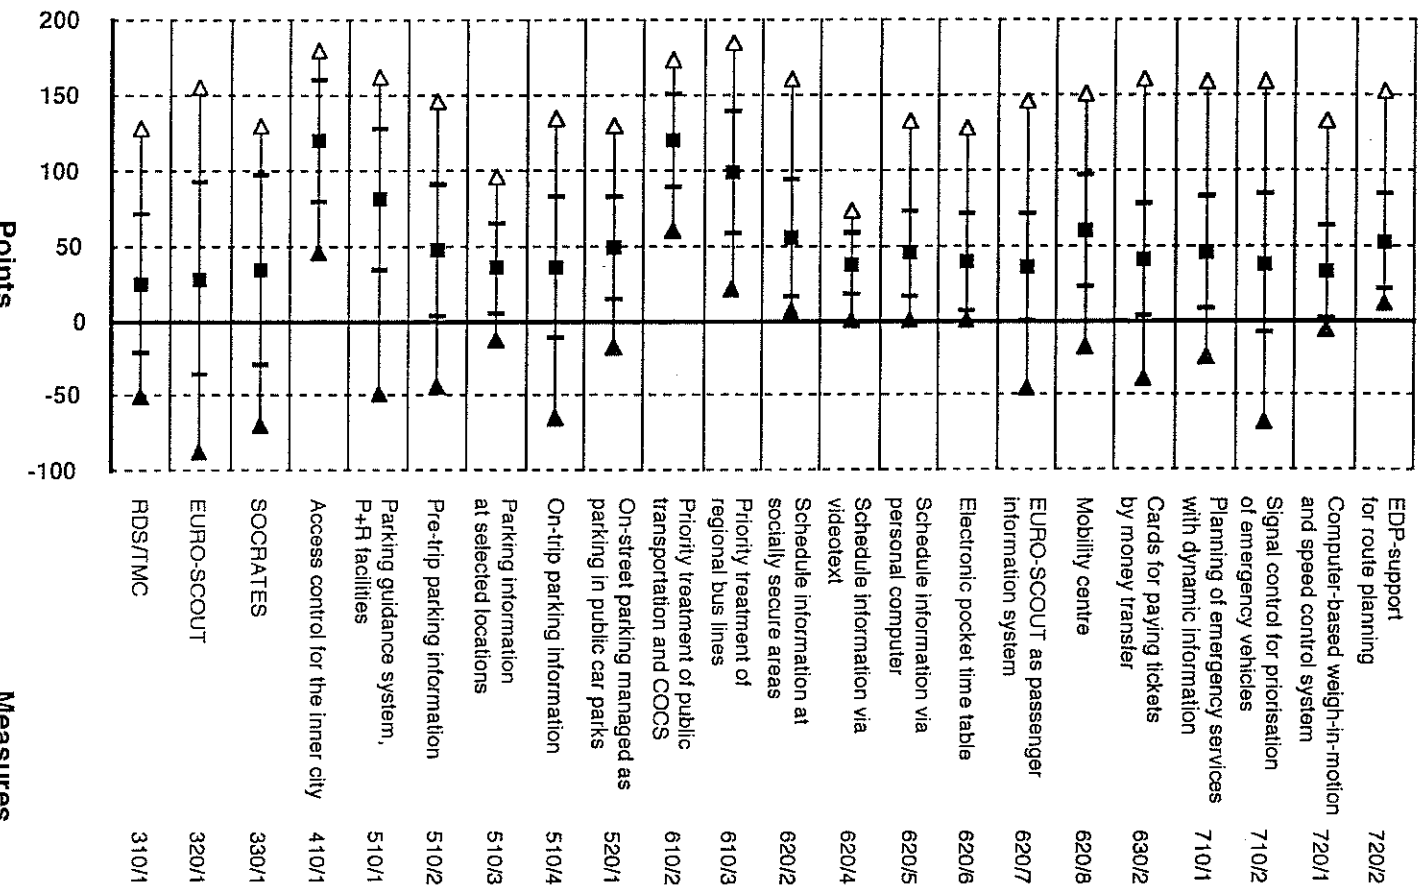 200
150
100
50
0
-50
-100
Points
Measures
RDS/TMC
310/1
EURO-SCOUT
320/1
SOCRATES
330/1
Access control for the inner city
410/1
Parking guidance system,
P+R facilities
510/1
Pre-trip parking information
510/2
Parking information
at selected locations
510/3
On-trip parking information
510/4
On-street parking managed as
parking in public car parks
520/1
Priority treatment of public
transportation and COCS
610/2
Priority treatment of
regional bus lines
610/3
Schedule information at
socially secure areas
620/2
Schedule information via
videotext
620/4
Schedule information via
personal computer
620/5
Electronic pocket time table
620/6
EURO-SCOUT as passenger
information system
620/7
Mobility centre
620/8
Cards for paying tickets
by money transfer
630/2
Planning of emergency services
with dynamic information
710/1
Signal control for priorisation
of emergency vehicles
710/2
Computer-based weigh-in-motion
and speed control system
720/1
EDP-support
for route planning
720/2